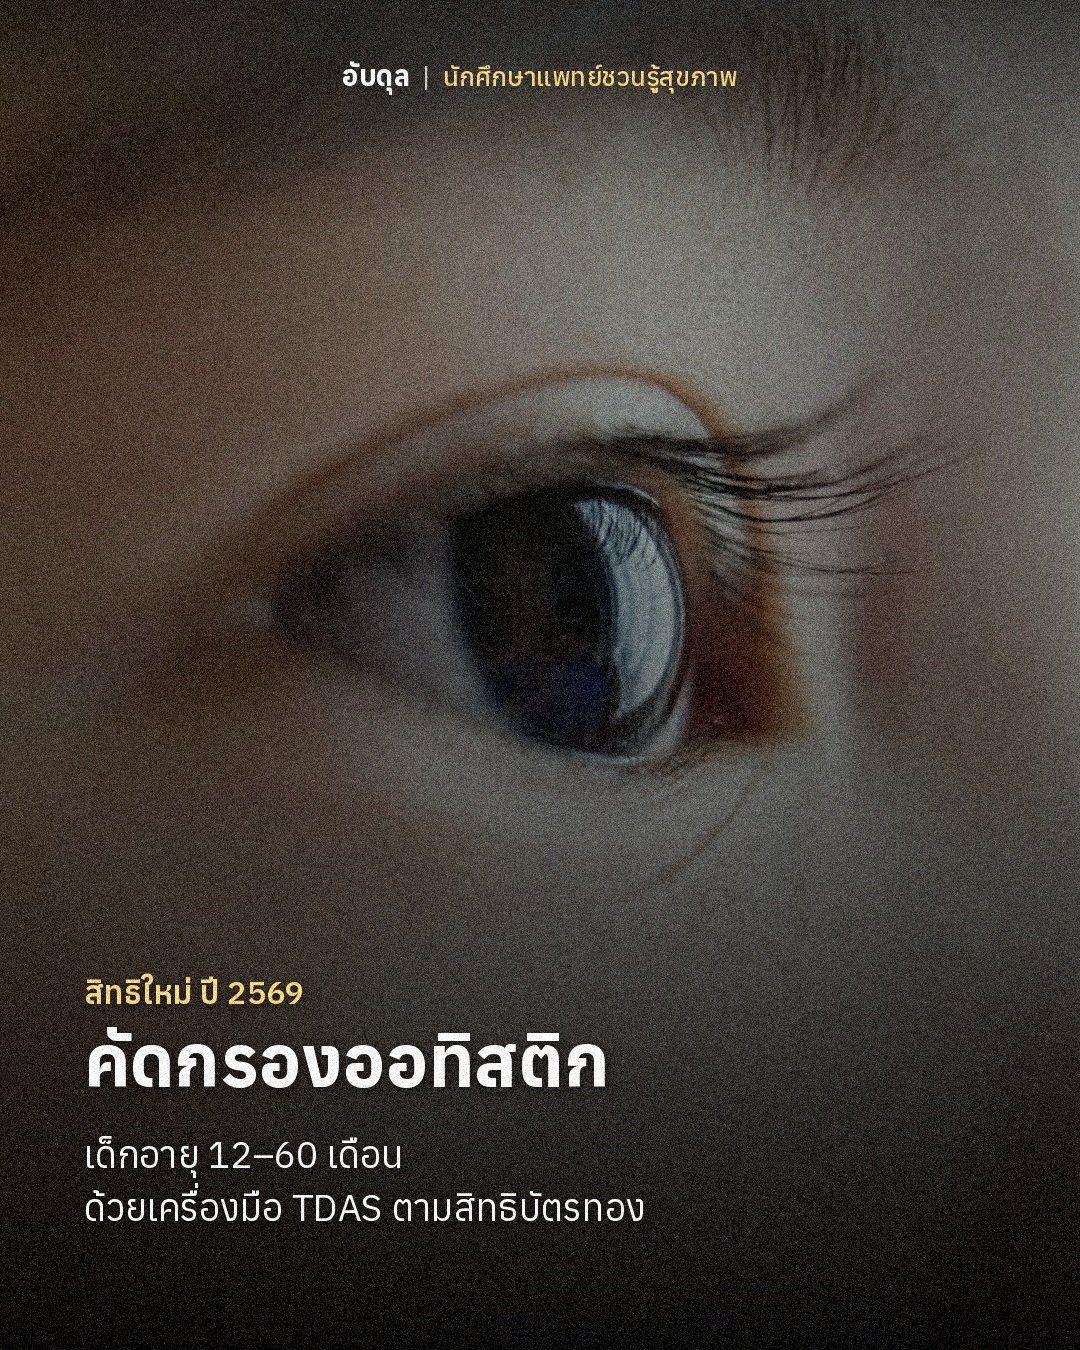 อับดุล | นักศึกษาแพทย์ชวนรู้สุขภาพ
สิทธิใหม่ ปี 2569
คัดกรองออทิสติก
เด็กอายุ 12–60 เดือน
ด้วยเครื่องมือ TDAS ตามสิทธิบัตรทอง